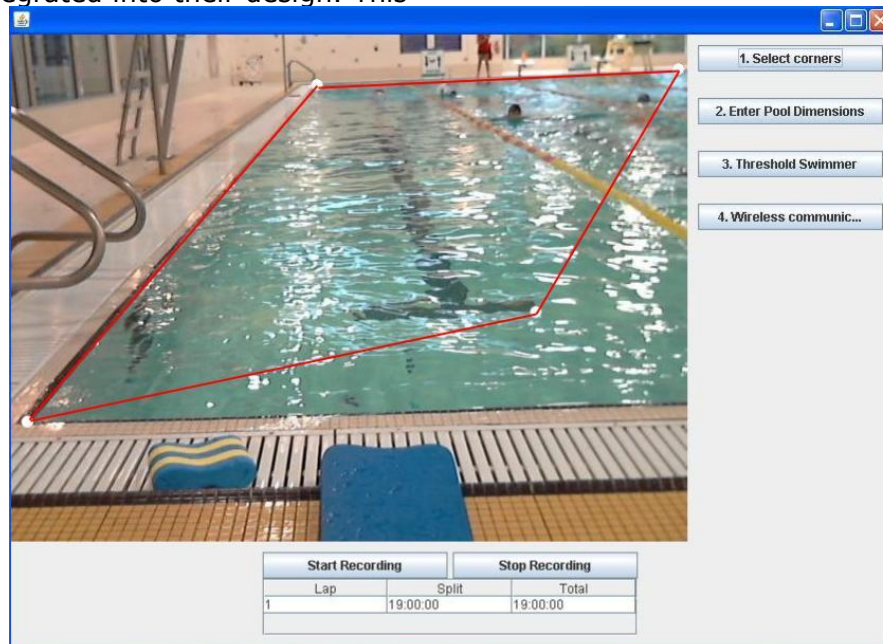 egrated into their design. This
1. Select corners
2. Enter Pool Dimensions
3. Threshold Swimmer
4. Wireless communic...
Start Recording Stop Recording
Lap Split Total
1 19:00:00 19:00:00